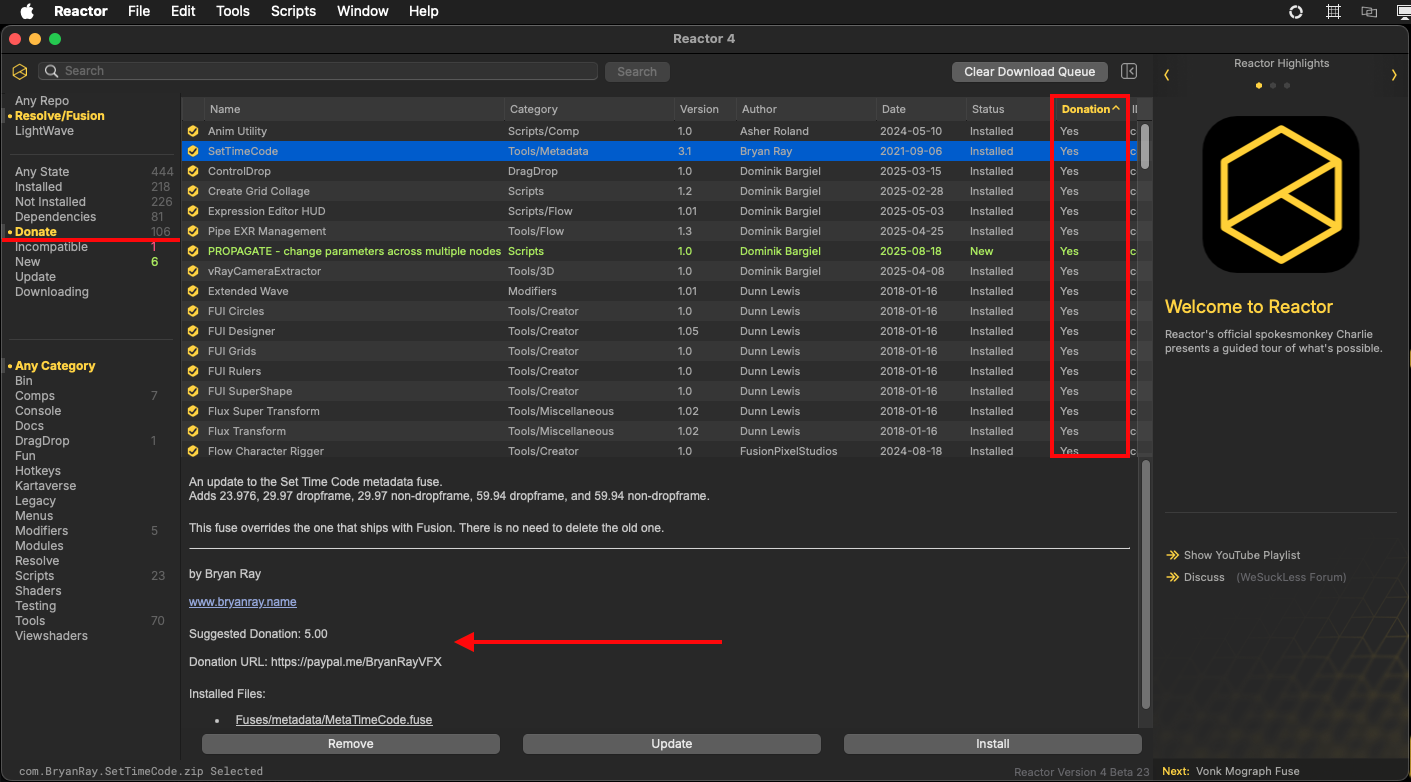 Reactor File Edit Tools Scripts Window Help
Reactor 4
Search
Search
Clear Download Queue
Any Repo
Resolve/Fusion
LightWave
Any State 444
Installed 218
Not Installed 226
Dependencies 81
Donate 106
Incompatible 1
New 6
Update
Downloading
Any Category
Bin
Comps 7
Console
Docs
DragDrop 1
Fun
Hotkeys
Kartaverse
Legacy
Menus
Modifiers 5
Modules
Resolve
Scripts 23
Shaders
Testing
Tools 70
Viewshaders
Name Category Version Author Date Status Donation
Anim Utility Scripts/Comp 1.0 Asher Roland 2024-05-10 Installed Yes
SetTimeCode Tools/Metadata 3.1 Bryan Ray 2021-09-06 Installed Yes
ControlDrop DragDrop 1.0 Dominik Bargiel 2025-03-15 Installed Yes
Create Grid Collage Scripts 1.2 Dominik Bargiel 2025-02-28 Installed Yes
Expression Editor HUD Scripts/Flow 1.01 Dominik Bargiel 2025-05-03 Installed Yes
Pipe EXR Management Tools/Flow 1.3 Dominik Bargiel 2025-04-25 Installed Yes
PROPAGATE - change parameters across multiple nodes Scripts 1.0 Dominik Bargiel 2025-08-18 New Yes
vRayCameraExtractor Tools/3D 1.0 Dominik Bargiel 2025-04-08 Installed Yes
Extended Wave Modifiers 1.01 Dunn Lewis 2018-01-16 Installed Yes
FUI Circles Tools/Creator 1.0 Dunn Lewis 2018-01-16 Installed Yes
FUI Designer Tools/Creator 1.05 Dunn Lewis 2018-01-16 Installed Yes
FUI Grids Tools/Creator 1.0 Dunn Lewis 2018-01-16 Installed Yes
FUI Rulers Tools/Creator 1.0 Dunn Lewis 2018-01-16 Installed Yes
FUI SuperShape Tools/Creator 1.0 Dunn Lewis 2018-01-16 Installed Yes
Flux Super Transform Tools/Miscellaneous 1.02 Dunn Lewis 2018-01-16 Installed Yes
Flux Transform Tools/Miscellaneous 1.02 Dunn Lewis 2018-01-16 Installed Yes
Flow Character Rigger Tools/Creator 1.0 FusionPixelStudios 2024-08-18 Installed Yes
An update to the Set Time Code metadata fuse.
Adds 23.976, 29.97 dropframe, 29.97 non-dropframe, 59.94 dropframe, and 59.94 non-dropframe.
This fuse overrides the one that ships with Fusion. There is no need to delete the old one.
by Bryan Ray
www.bryanray.name
Suggested Donation: 5.00
Donation URL: https://paypal.me/BryanRayVFX
Installed Files:
• Fuses/metadata/MetaTimeCode.fuse
Remove Update Install
com.BryanRay.SetTimeCode.zip Selected
Reactor Version 4 Beta 23
Reactor Highlights
Welcome to Reactor
Reactor's official spokesmonkey Charlie
presents a guided tour of what's possible.
Show YouTube Playlist
Discuss (WeSuckLess Forum)
Next: Vonk Mograph Fuse